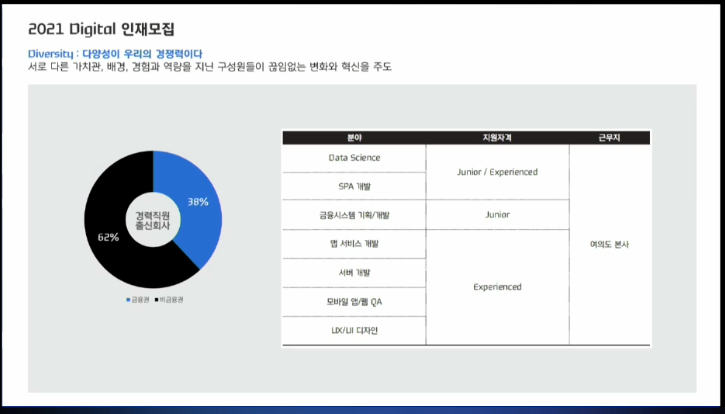 2021 Digital 인재모집
Diversity : 다양성이 우리의 경쟁력이다
서로 다른 가치관, 배경, 경험과 역량을 지닌 구성원들이 끊임없는 변화와 혁신을 주도
38%
62%
경력직원
출신회사
금융권 비금융권
분야 지원자격 근무지
Data Science
Junior / Experienced
SPA 개발
금융시스템 기획/개발 Junior
앱 서비스 개발
여의도 본사
서버 개발
Experienced
모바일 앱/웹 QA
UX/UI 디자인